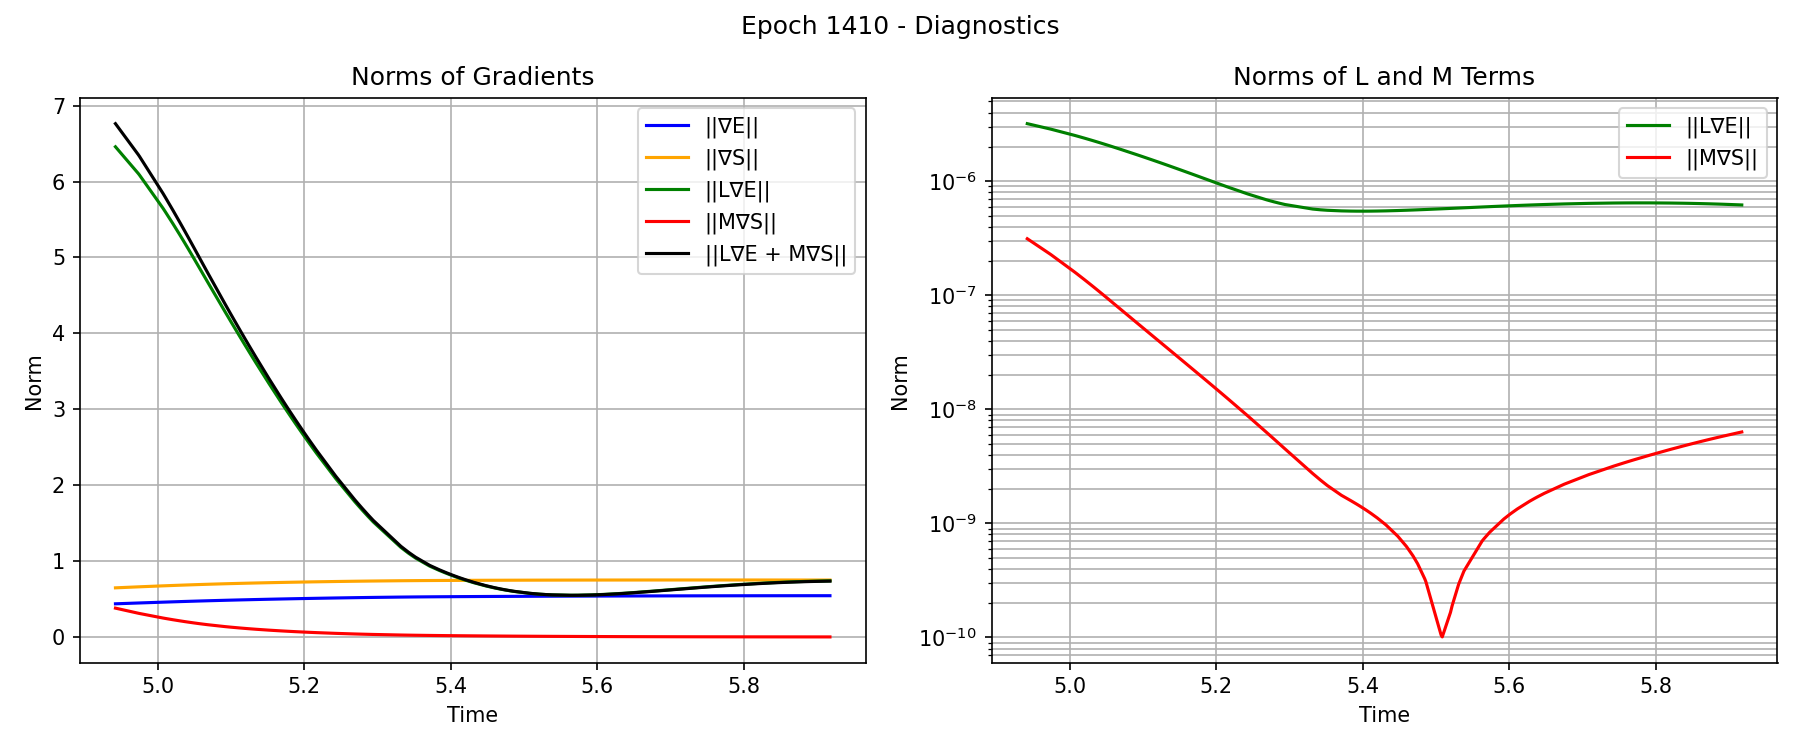 Epoch 1410 - Diagnostics
Norms of Gradients
7
6
5
4
3
2
1
0
Norm
5.0
5.2
5.4
5.6
5.8
Time
||∇E||
||∇S||
||L∇E||
||M∇S||
||L∇E + M∇S||
Norms of L and M Terms
10⁻⁶
10⁻⁷
10⁻⁸
10⁻⁹
10⁻¹⁰
Norm
5.0
5.2
5.4
5.6
5.8
Time
||L∇E||
||M∇S||